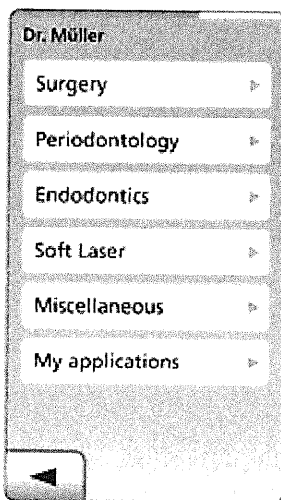 Dr. Müller
Surgery
Periodontology
Endodontics
Soft Laser
Miscellaneous
My applications